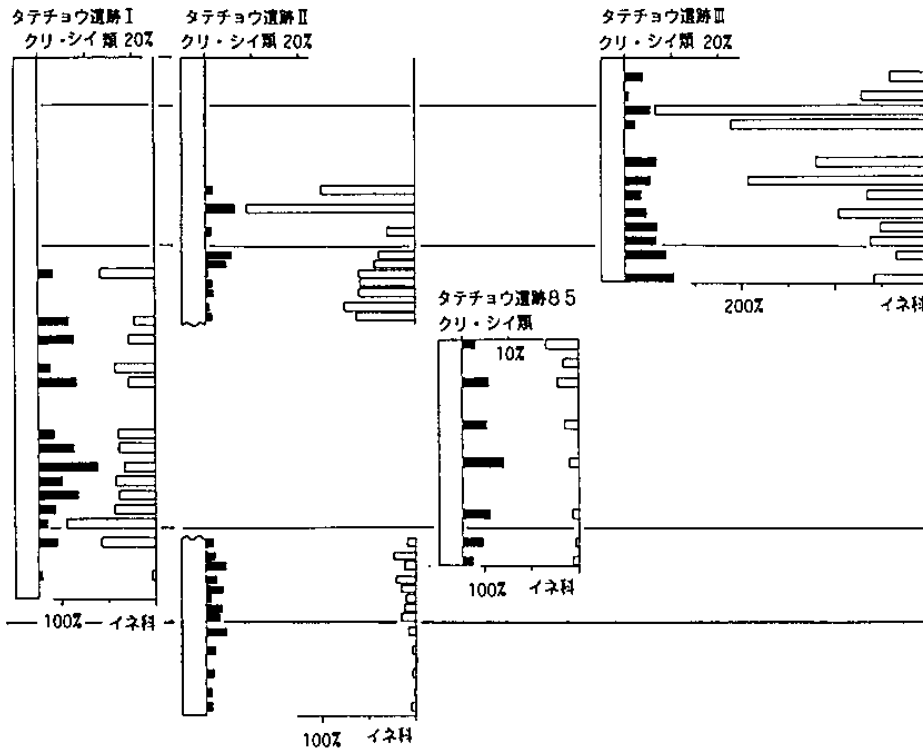 タテチョウ遺跡Ⅰ
クリ・シイ類 20%
タテチョウ遺跡Ⅱ
クリ・シイ類 20%
タテチョウ遺跡Ⅲ
クリ・シイ類 20%
200% イネ科
タテチョウ遺跡85
クリ・シイ類
10%
100% イネ科
100% イネ科
100% イネ科